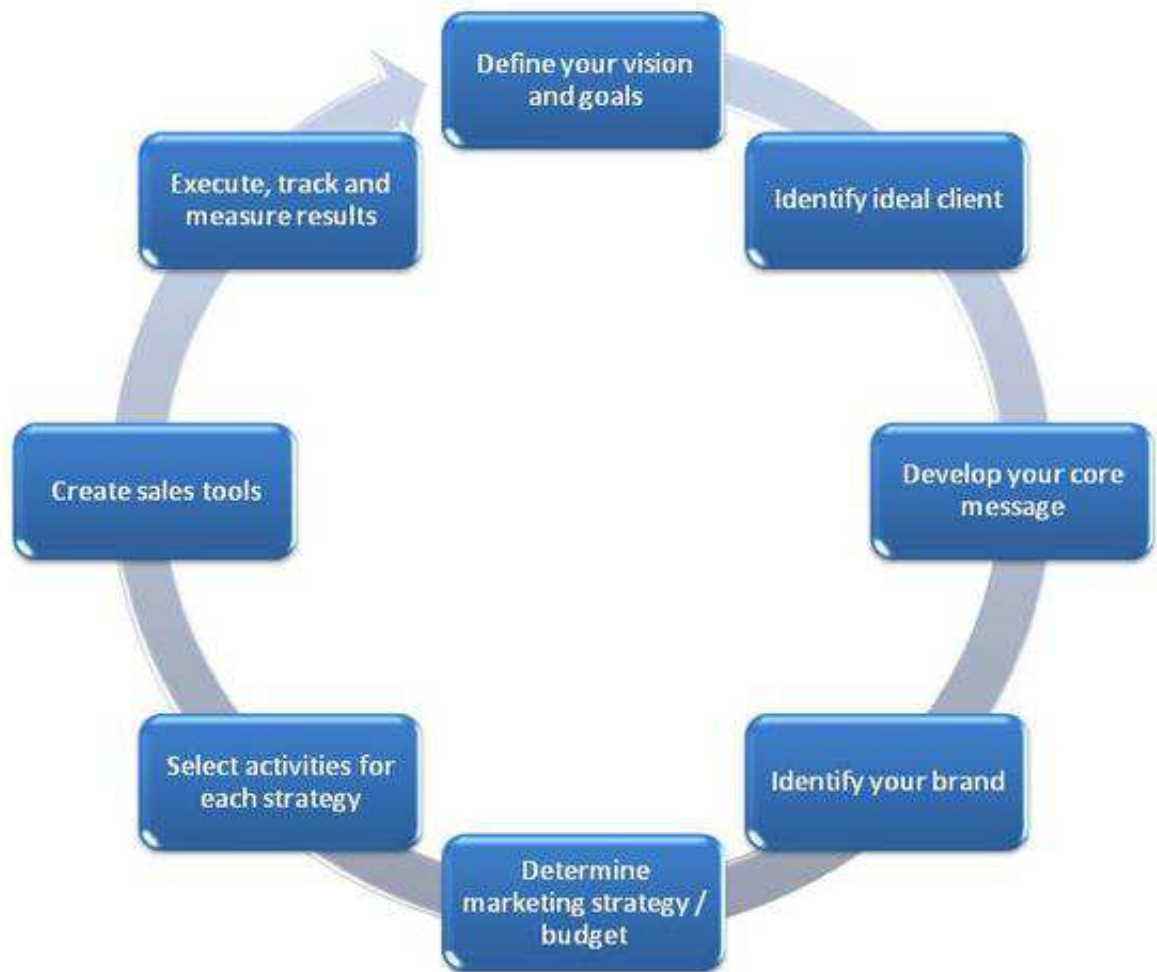 Define your vision
and goals
Identify ideal client
Develop your core
message
Identify your brand
Determine
marketing strategy /
budget
Select activities for
each strategy
Create sales tools
Execute, track and
measure results